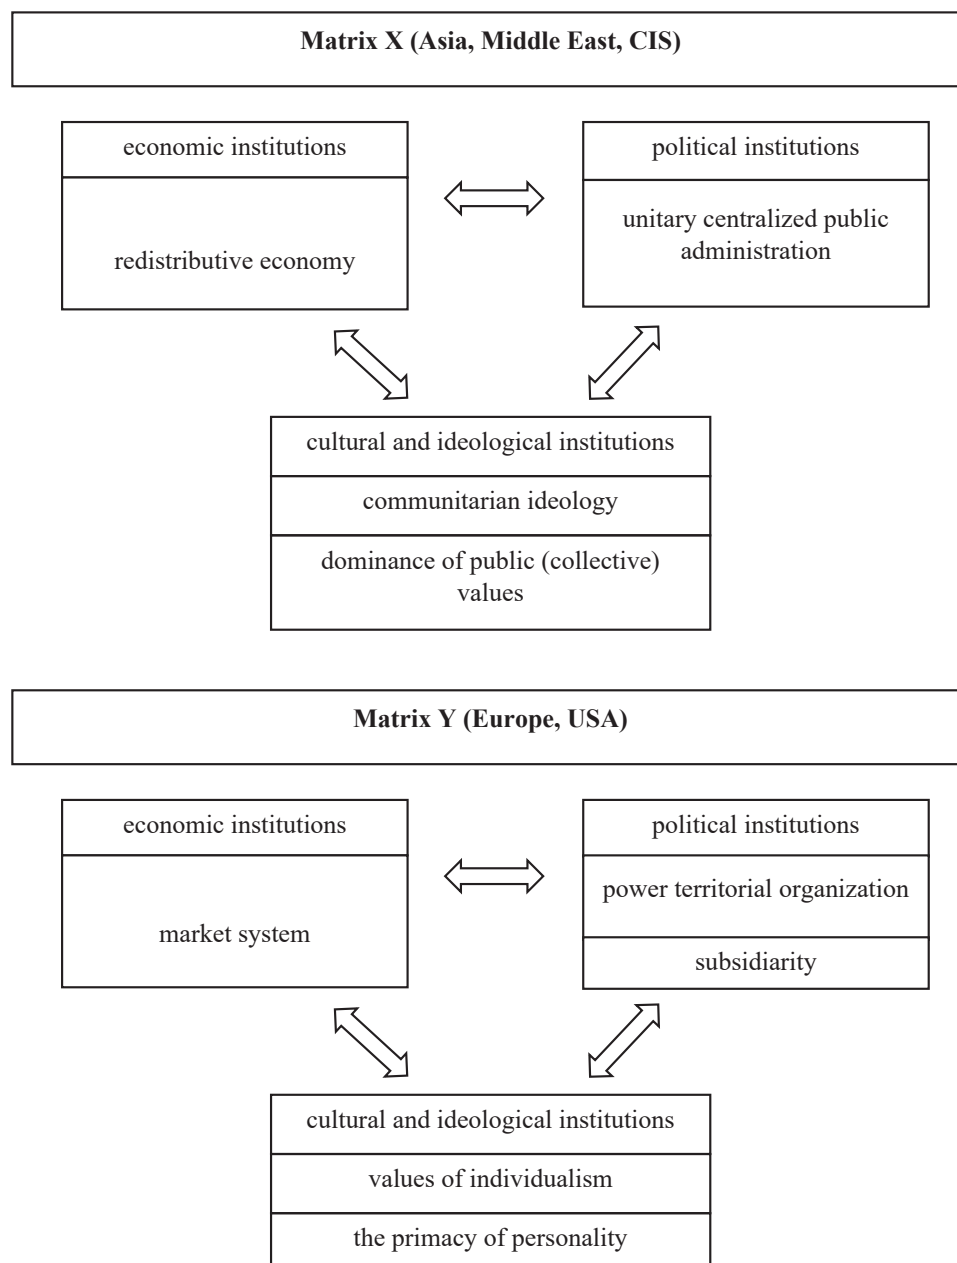 Matrix X (Asia, Middle East, CIS)
economic institutions
redistributive economy
political institutions
unitary centralized public
administration
cultural and ideological institutions
communitarian ideology
dominance of public (collective)
values
Matrix Y (Europe, USA)
economic institutions
market system
political institutions
power territorial organization
subsidiarity
cultural and ideological institutions
values of individualism
the primacy of personality